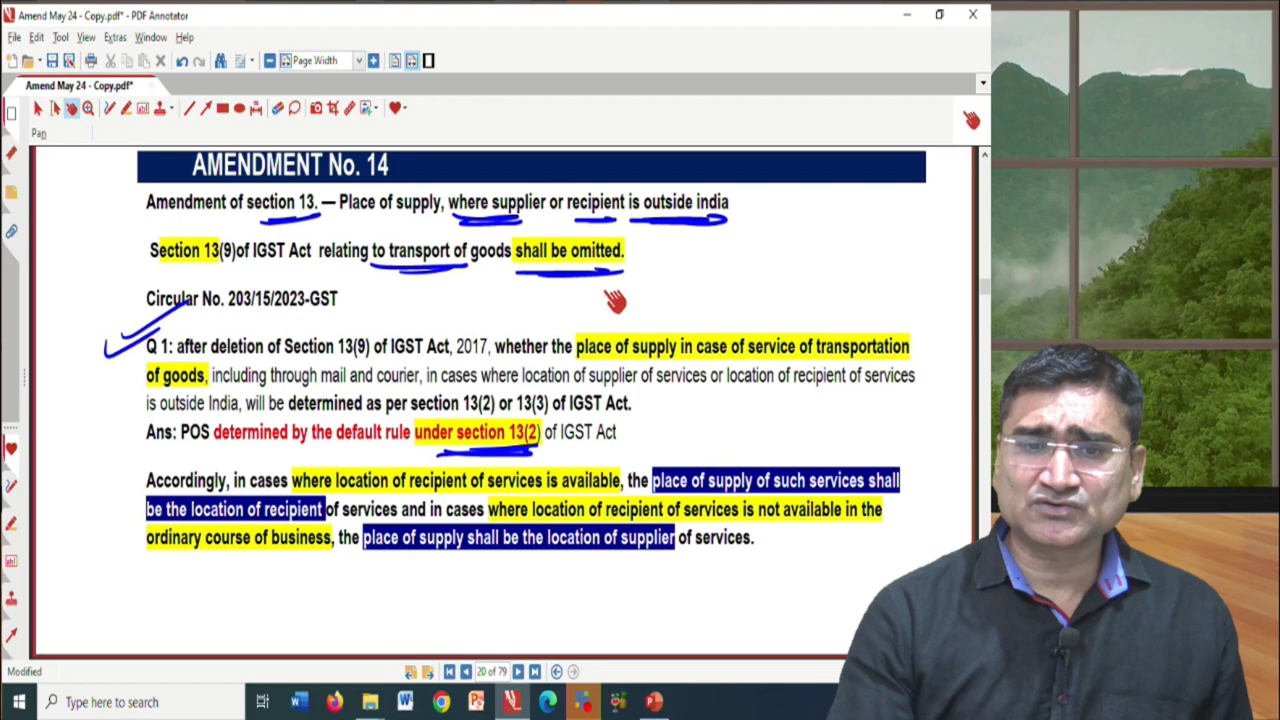 Amend May 24 - Copy.pdf* - PDF Annotator
File Edit Tool View Extras Window Help
Page Width
Amend May 24 - Copy.pdf*
Pan
AMENDMENT No. 14
Amendment of section 13. — Place of supply, where supplier or recipient is outside india
Section 13(9)of IGST Act relating to transport of goods shall be omitted.
Circular No. 203/15/2023-GST
Q 1: after deletion of Section 13(9) of IGST Act, 2017, whether the place of supply in case of service of transportation
of goods, including through mail and courier, in cases where location of supplier of services or location of recipient of services
is outside India, will be determined as per section 13(2) or 13(3) of IGST Act.
Ans: POS determined by the default rule under section 13(2) of IGST Act
Accordingly, in cases where location of recipient of services is available, the place of supply of such services shall
be the location of recipient of services and in cases where location of recipient of services is not available in the
ordinary course of business, the place of supply shall be the location of supplier of services.
Modified
20 of 79
Type here to search